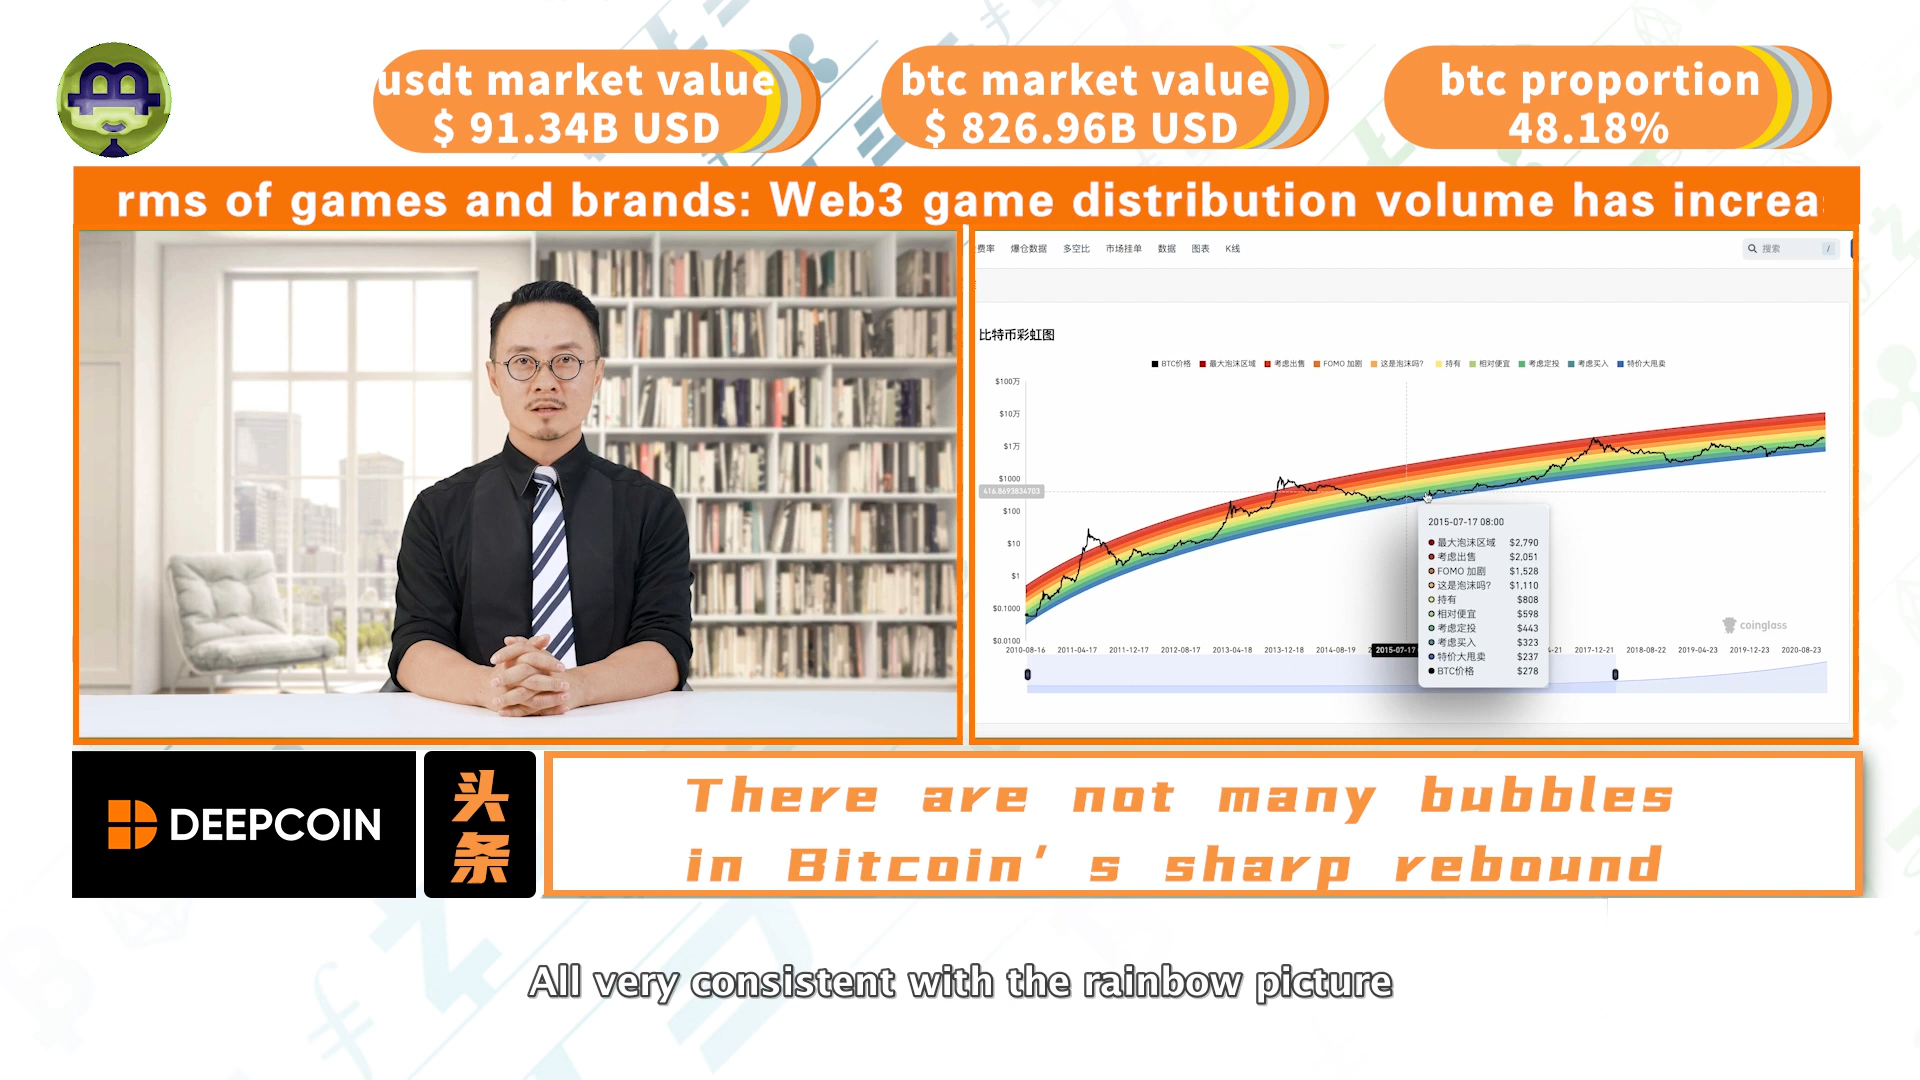 usdt market value
$ 91.34B USD
btc market value
$ 826.96B USD
btc proportion
48.18%
rms of games and brands: Web3 game distribution volume has increa
费率 爆仓数据 多空比 市场挂单 数据 图表 K线
搜索 /
比特币彩虹图
BTC价格 最大泡沫区域 考虑出售 FOMO 加剧 这是泡沫吗? 持有 相对便宜 考虑定投 考虑买入 特价大甩卖
$100万
$10万
$1万
$1000
416.8693834703
$100
$10
$1
$0.1000
$0.0100
2010-08-16 2011-04-17 2011-12-17 2012-08-17 2013-04-18 2013-12-18 2014-08-19 2015-07-17 2017-12-21 2018-08-22 2019-04-23 2019-12-23 2020-08-23
2015-07-17 08:00
最大泡沫区域 $2,790
考虑出售 $2,051
FOMO 加剧 $1,528
这是泡沫吗? $1,110
持有 $808
相对便宜 $598
考虑定投 $443
考虑买入 $323
特价大甩卖 $237
BTC价格 $278
coinglass
DEEPCOIN
头
条
There are not many bubbles
in Bitcoin's sharp rebound
All very consistent with the rainbow picture